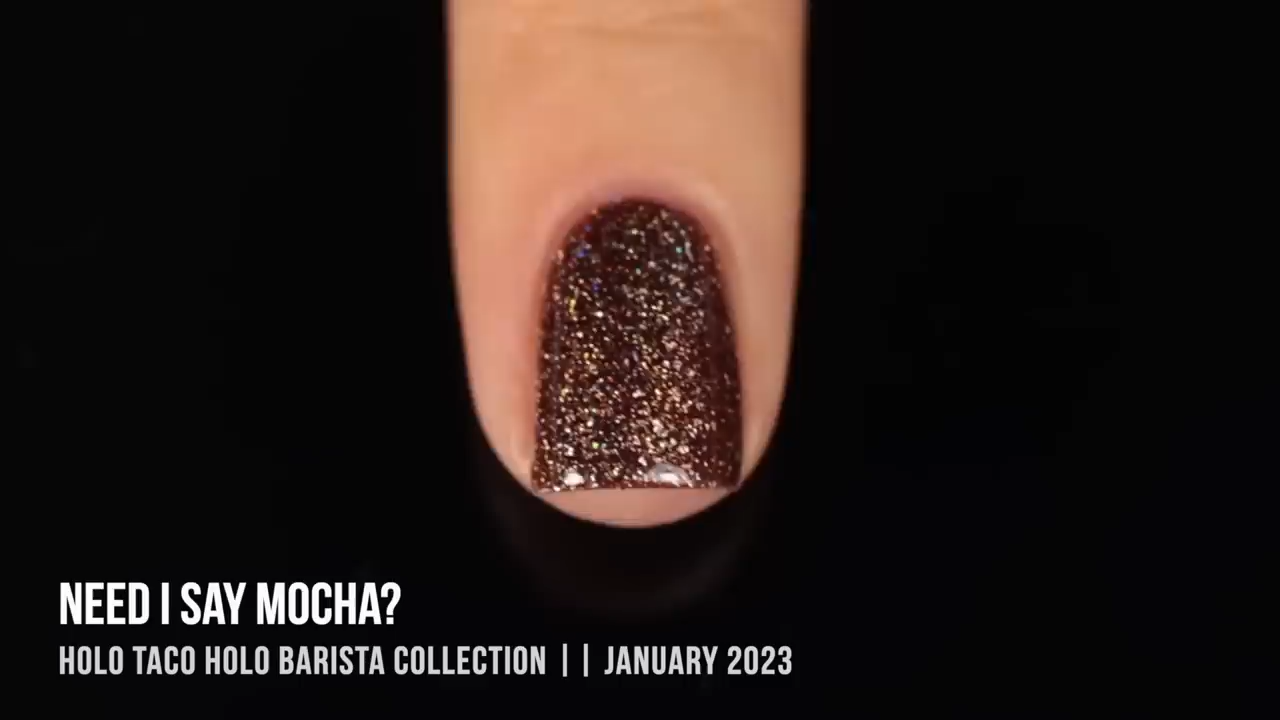 NEED I SAY MOCHA?
HOLO TACO HOLO BARISTA COLLECTION || JANUARY 2023